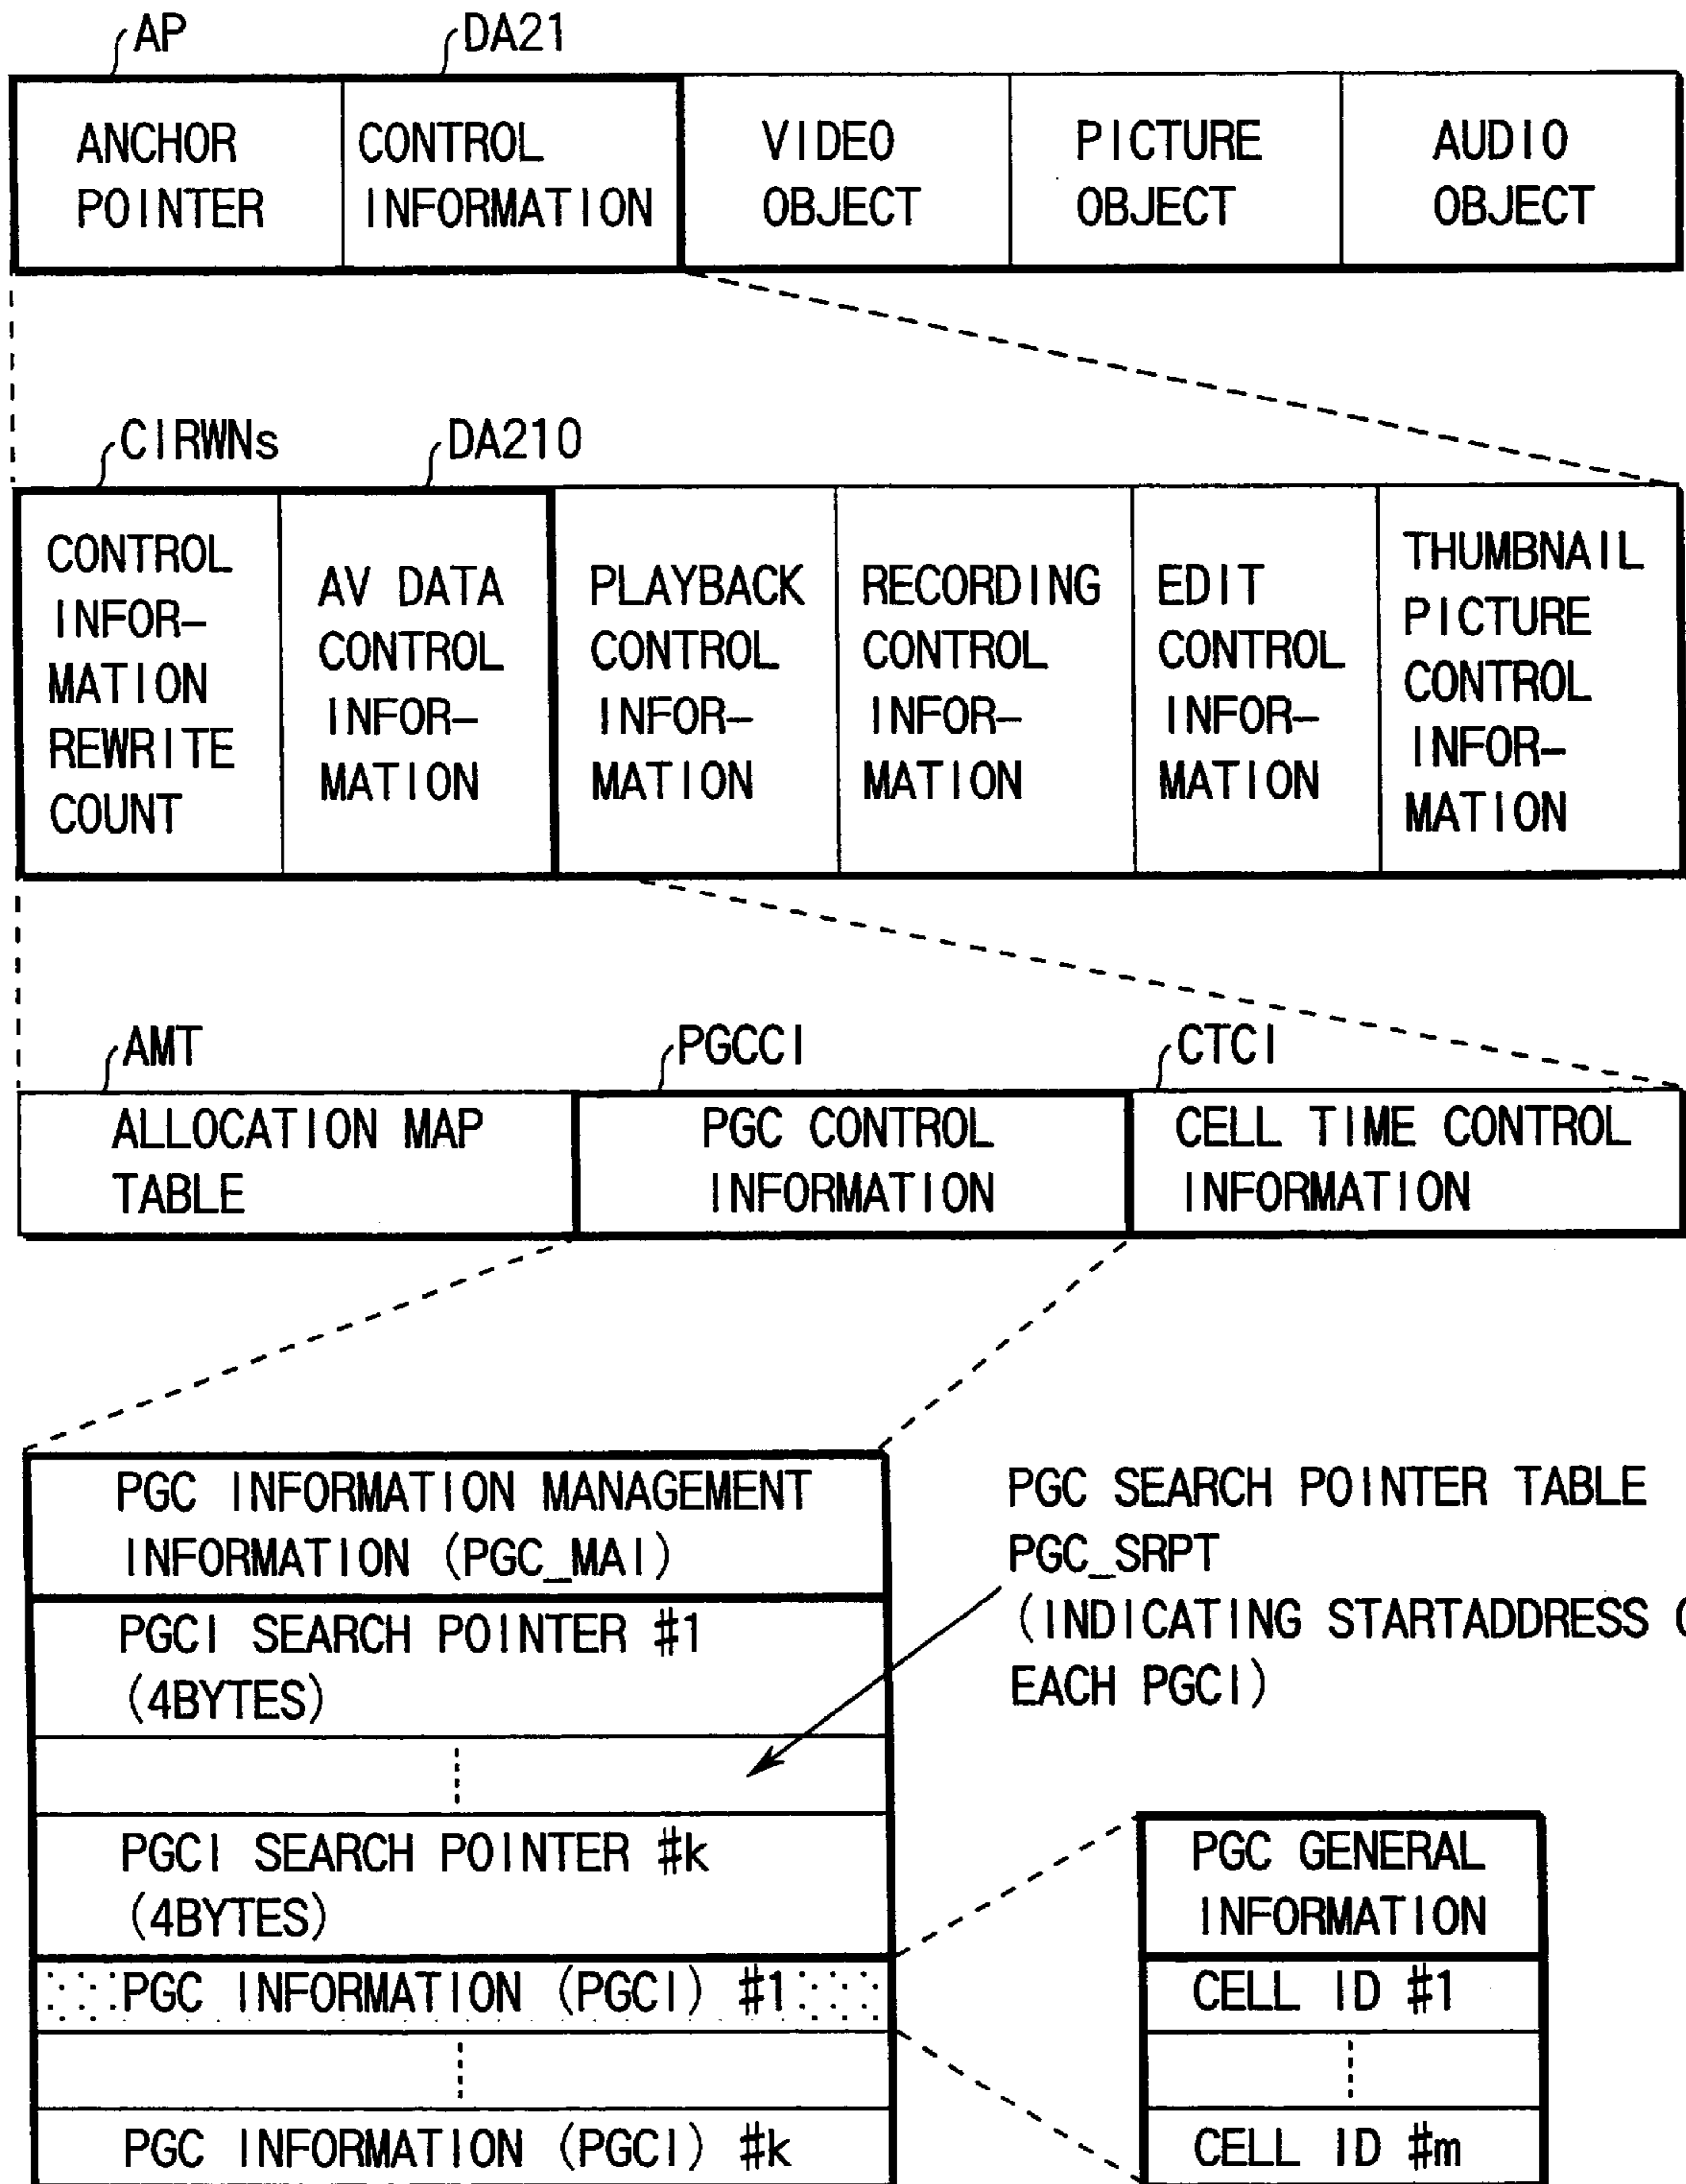 AP
DA21
ANCHOR
POINTER
CONTROL
INFORMATION
VIDEO
OBJECT
PICTURE
OBJECT
AUDIO
OBJECT
CIRWNs
DA210
CONTROL
INFOR-
MATION
REWRITE
COUNT
AV DATA
CONTROL
INFOR-
MATION
PLAYBACK
CONTROL
INFOR-
MATION
RECORDING
CONTROL
INFOR-
MATION
EDIT
CONTROL
INFOR-
MATION
THUMBNAIL
PICTURE
CONTROL
INFOR-
MATION
AMT
PGCCI
CTCI
ALLOCATION MAP
TABLE
PGC CONTROL
INFORMATION
CELL TIME CONTROL
INFORMATION
PGC INFORMATION MANAGEMENT
INFORMATION (PGC_MAI)
PGCI SEARCH POINTER #1
(4BYTES)
PGCI SEARCH POINTER #k
(4BYTES)
PGC INFORMATION (PGCI) #1
PGC INFORMATION (PGCI) #k
PGC SEARCH POINTER TABLE
PGC_SRPT
(INDICATING STARTADDRESS
EACH PGCI)
PGC GENERAL
INFORMATION
CELL ID #1
CELL ID #m